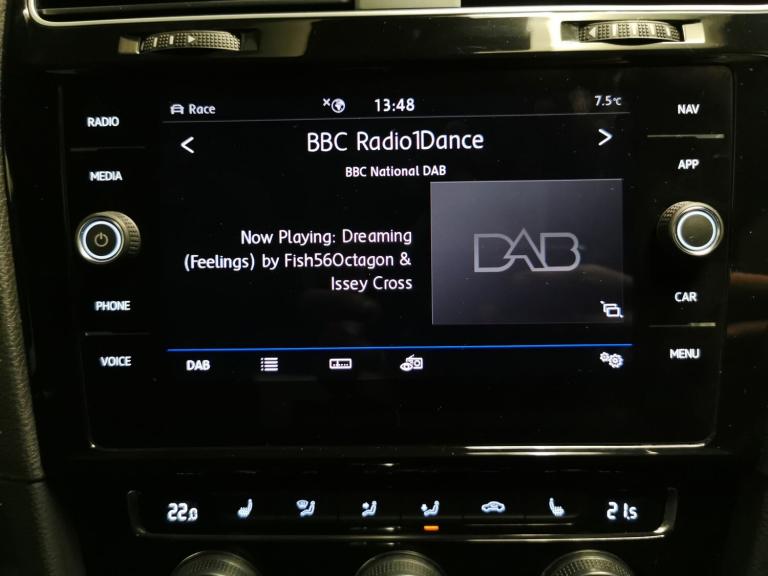 Race
13:48
7.5°C
RADIO
MEDIA
PHONE
VOICE
BBC Radio1Dance
BBC National DAB
Now Playing: Dreaming
(Feelings) by Fish56Octagon &
Issey Cross
DAB
DAB
NAV
APP
CAR
MENU
22.0
21.5